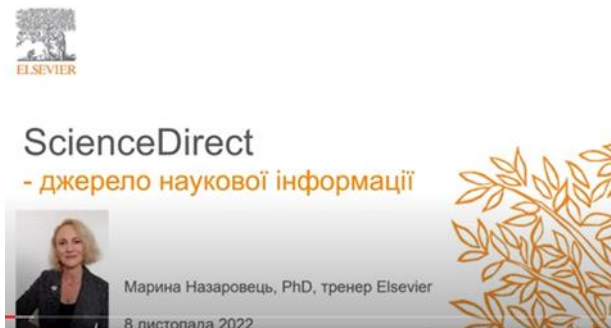 ELSEVIER
ScienceDirect
- джерело наукової інформації
Марина Назаровець, PhD, тренер Elsevier
8 листопада 2022